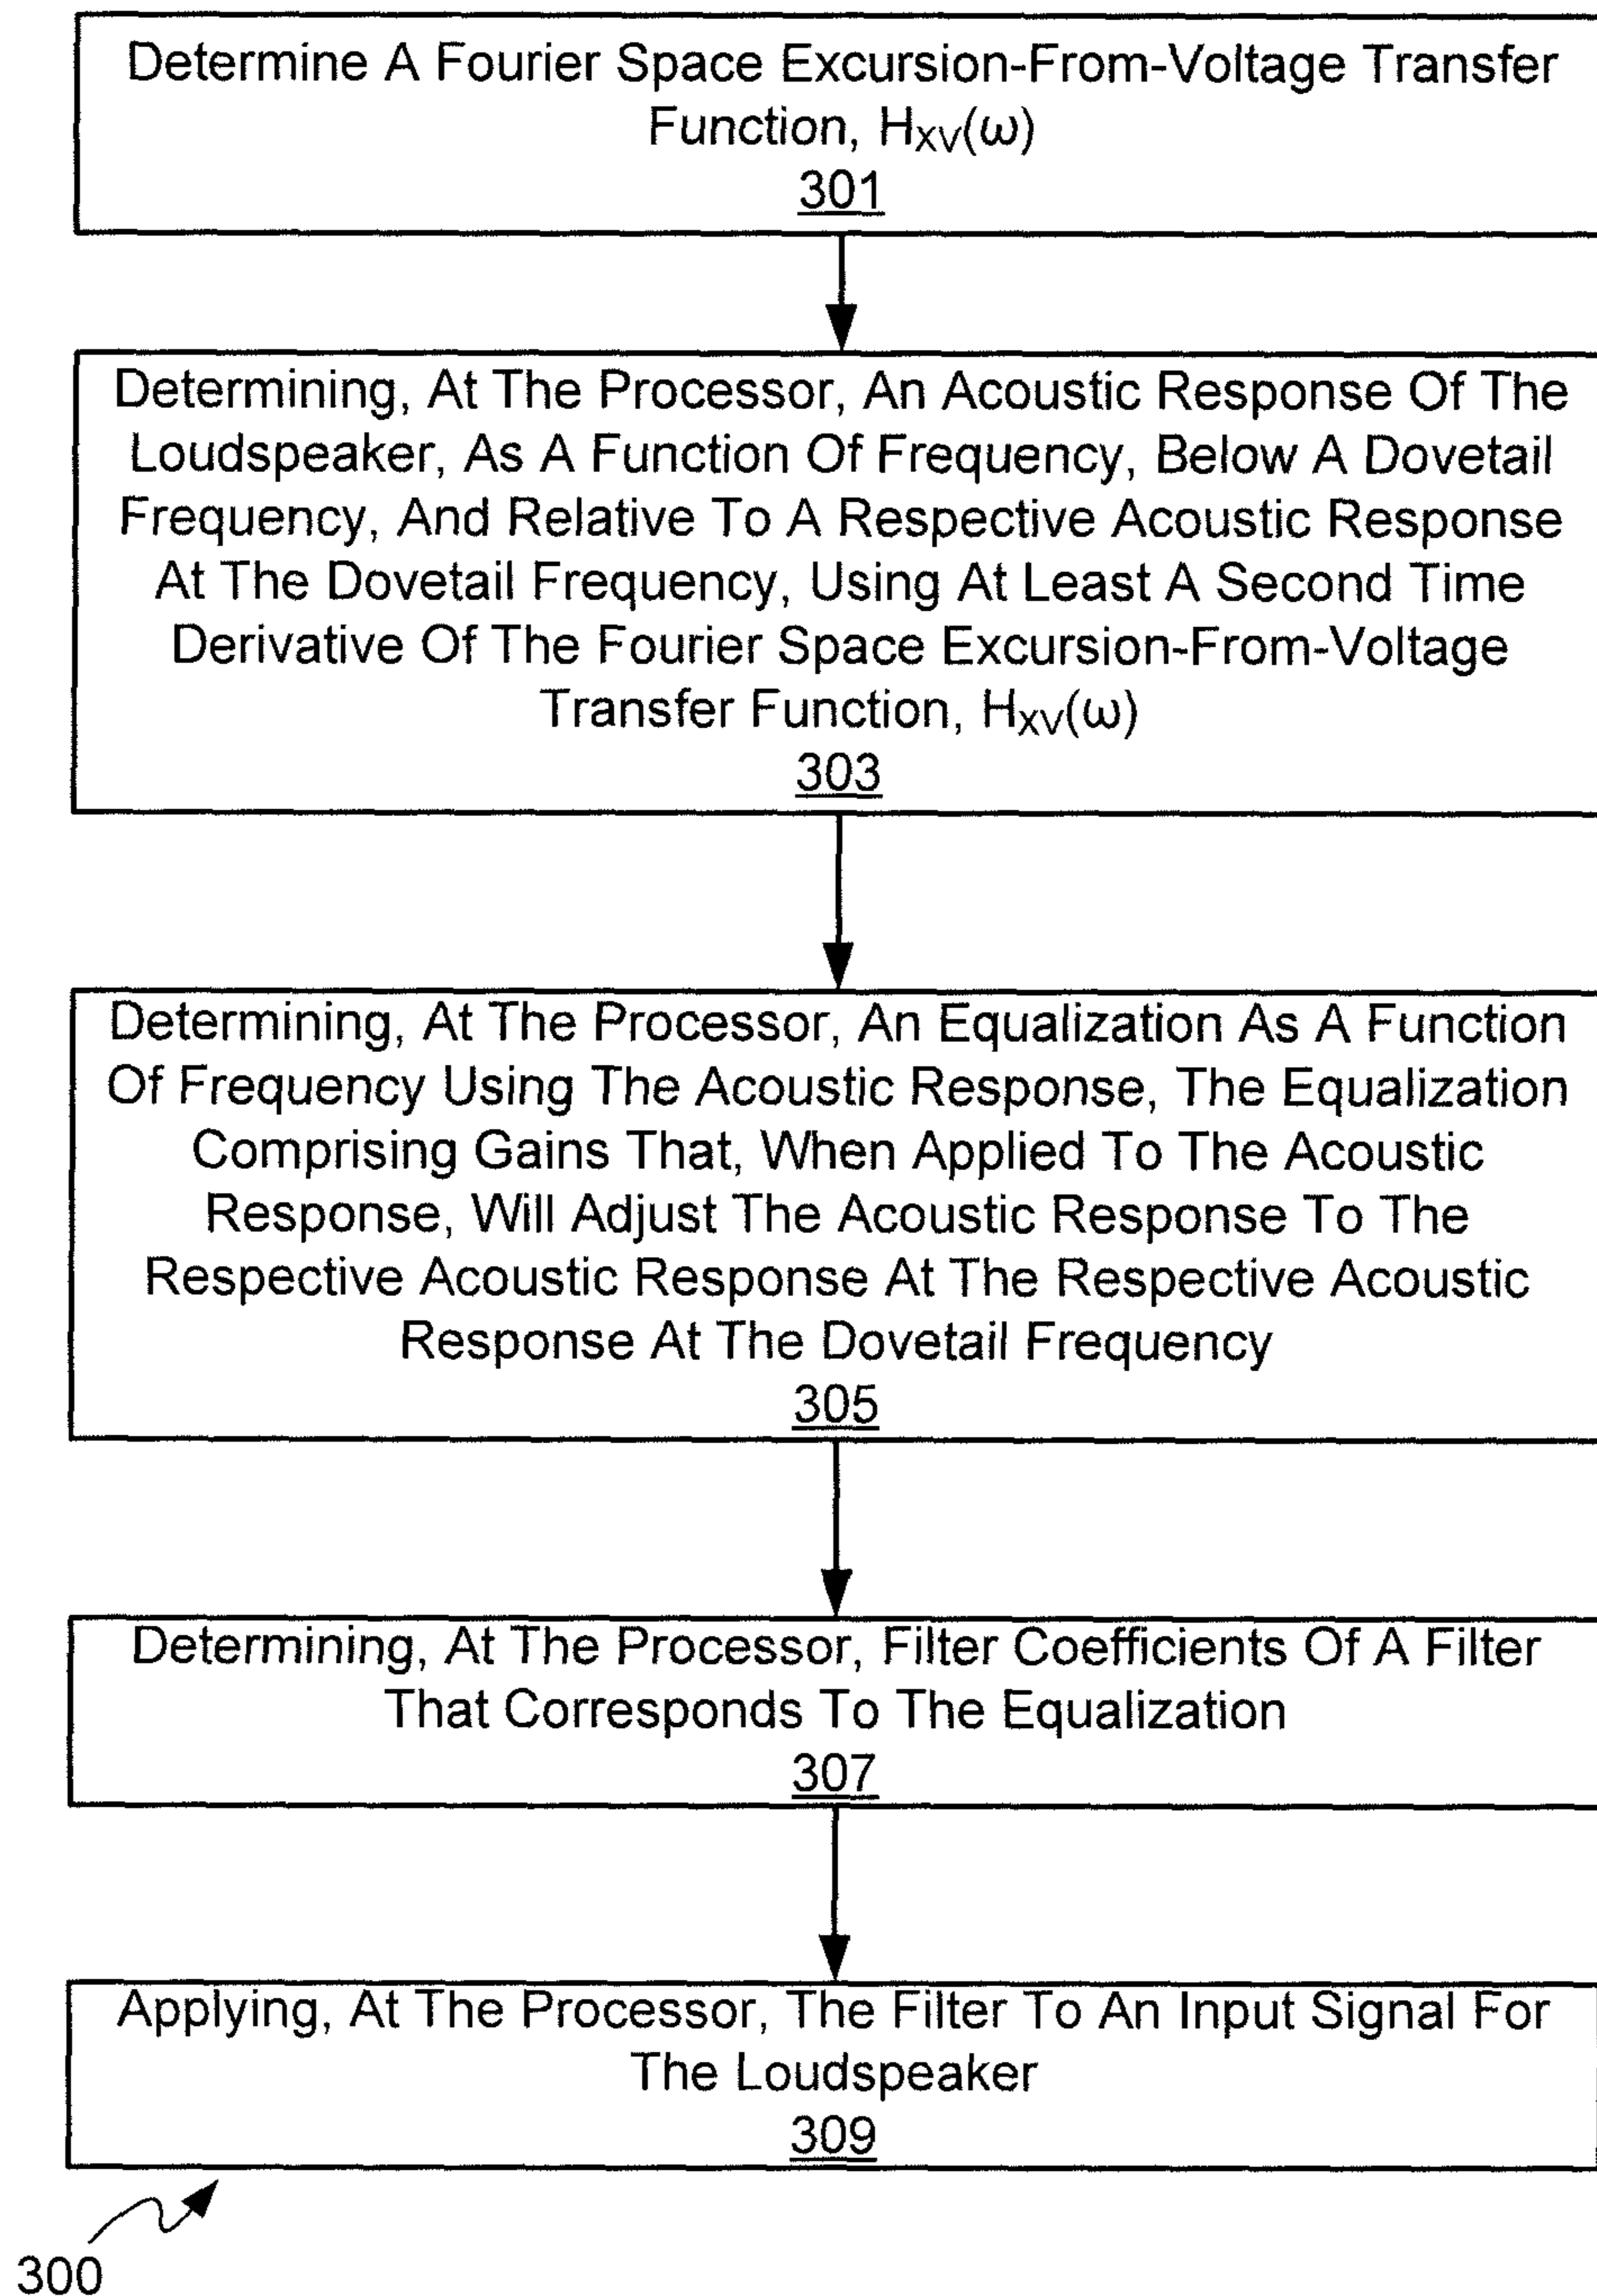 Determine A Fourier Space Excursion-From-Voltage Transfer
Function, HXV(ω)
301
Determining, At The Processor, An Acoustic Response Of The
Loudspeaker, As A Function Of Frequency, Below A Dovetail
Frequency, And Relative To A Respective Acoustic Response
At The Dovetail Frequency, Using At Least A Second Time
Derivative Of The Fourier Space Excursion-From-Voltage
Transfer Function, HXV(ω)
303
Determining, At The Processor, An Equalization As A Function
Of Frequency Using The Acoustic Response, The Equalization
Comprising Gains That, When Applied To The Acoustic
Response, Will Adjust The Acoustic Response To The
Respective Acoustic Response At The Respective Acoustic
Response At The Dovetail Frequency
305
Determining, At The Processor, Filter Coefficients Of A Filter
That Corresponds To The Equalization
307
Applying, At The Processor, The Filter To An Input Signal For
The Loudspeaker
309
300